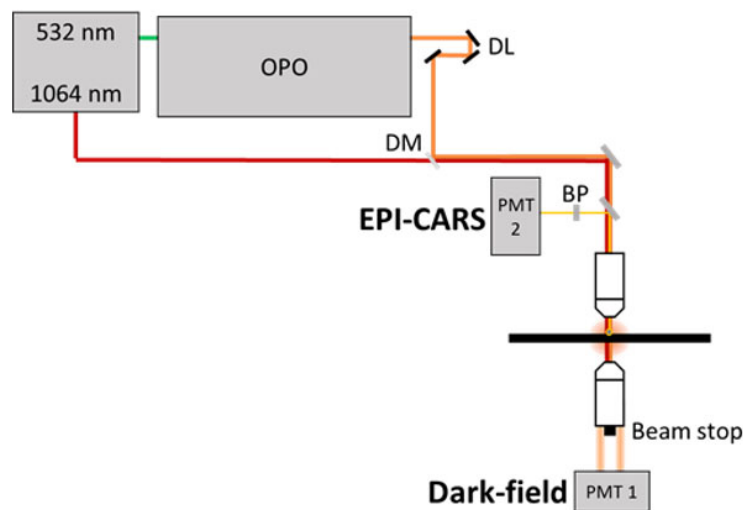 532 nm
1064 nm
OPO
DL
DM
BP
EPI-CARS
PMT
2
Beam stop
Dark-field
PMT 1